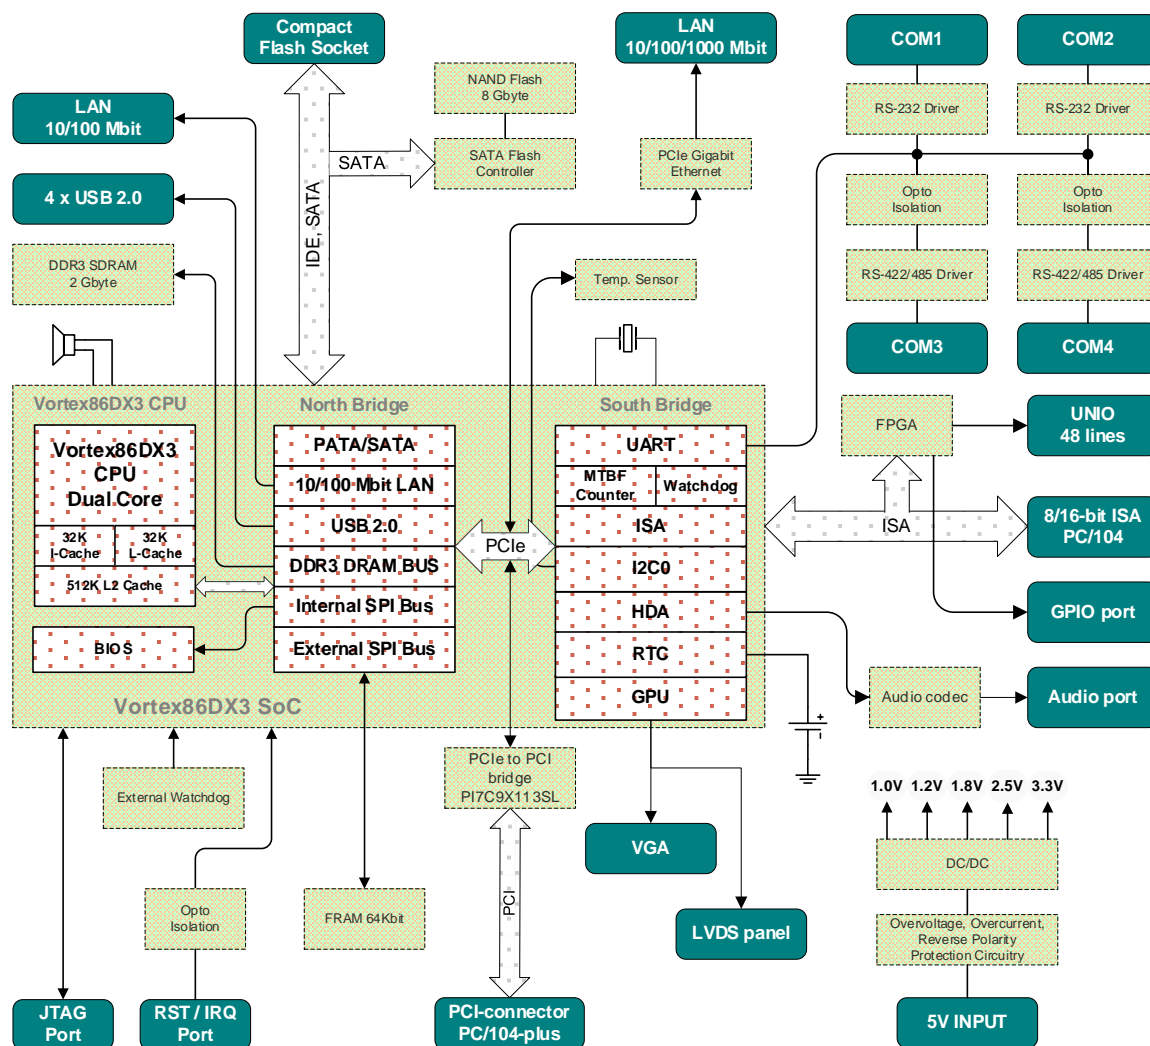 Compact
Flash Socket
LAN
10/100/1000 Mbit
COM1
COM2
NAND Flash
8 Gbyte
RS-232 Driver
RS-232 Driver
LAN
10/100 Mbit
SATA
SATA Flash
Controller
PCIe Gigabit
Ethernet
4 x USB 2.0
IDE, SATA
Opto
Isolation
Opto
Isolation
DDR3 SDRAM
2 Gbyte
Temp. Sensor
RS-422/485 Driver
RS-422/485 Driver
COM3
COM4
Vortex86DX3 CPU
North Bridge
South Bridge
Vortex86DX3
CPU
Dual Core
32K
I-Cache
32K
L-Cache
512K L2 Cache
BIOS
PATA/SATA
10/100 Mbit LAN
USB 2.0
DDR3 DRAM BUS
Internal SPI Bus
External SPI Bus
PCIe
UART
MTBF
Counter
Watchdog
ISA
I2C0
HDA
RTC
GPU
FPGA
UNIO
48 lines
ISA
8/16-bit ISA
PC/104
GPIO port
Audio codec
Audio port
Vortex86DX3 SoC
+
-
External Watchdog
PCIe to PCI
bridge
PI7C9X113SL
1.0V
1.2V
1.8V
2.5V
3.3V
VGA
DC/DC
Opto
Isolation
FRAM 64Kbit
PCI
LVDS panel
Overvoltage, Overcurrent,
Reverse Polarity
Protection Circuitry
JTAG
Port
RST / IRQ
Port
PCI-connector
PC/104-plus
5V INPUT